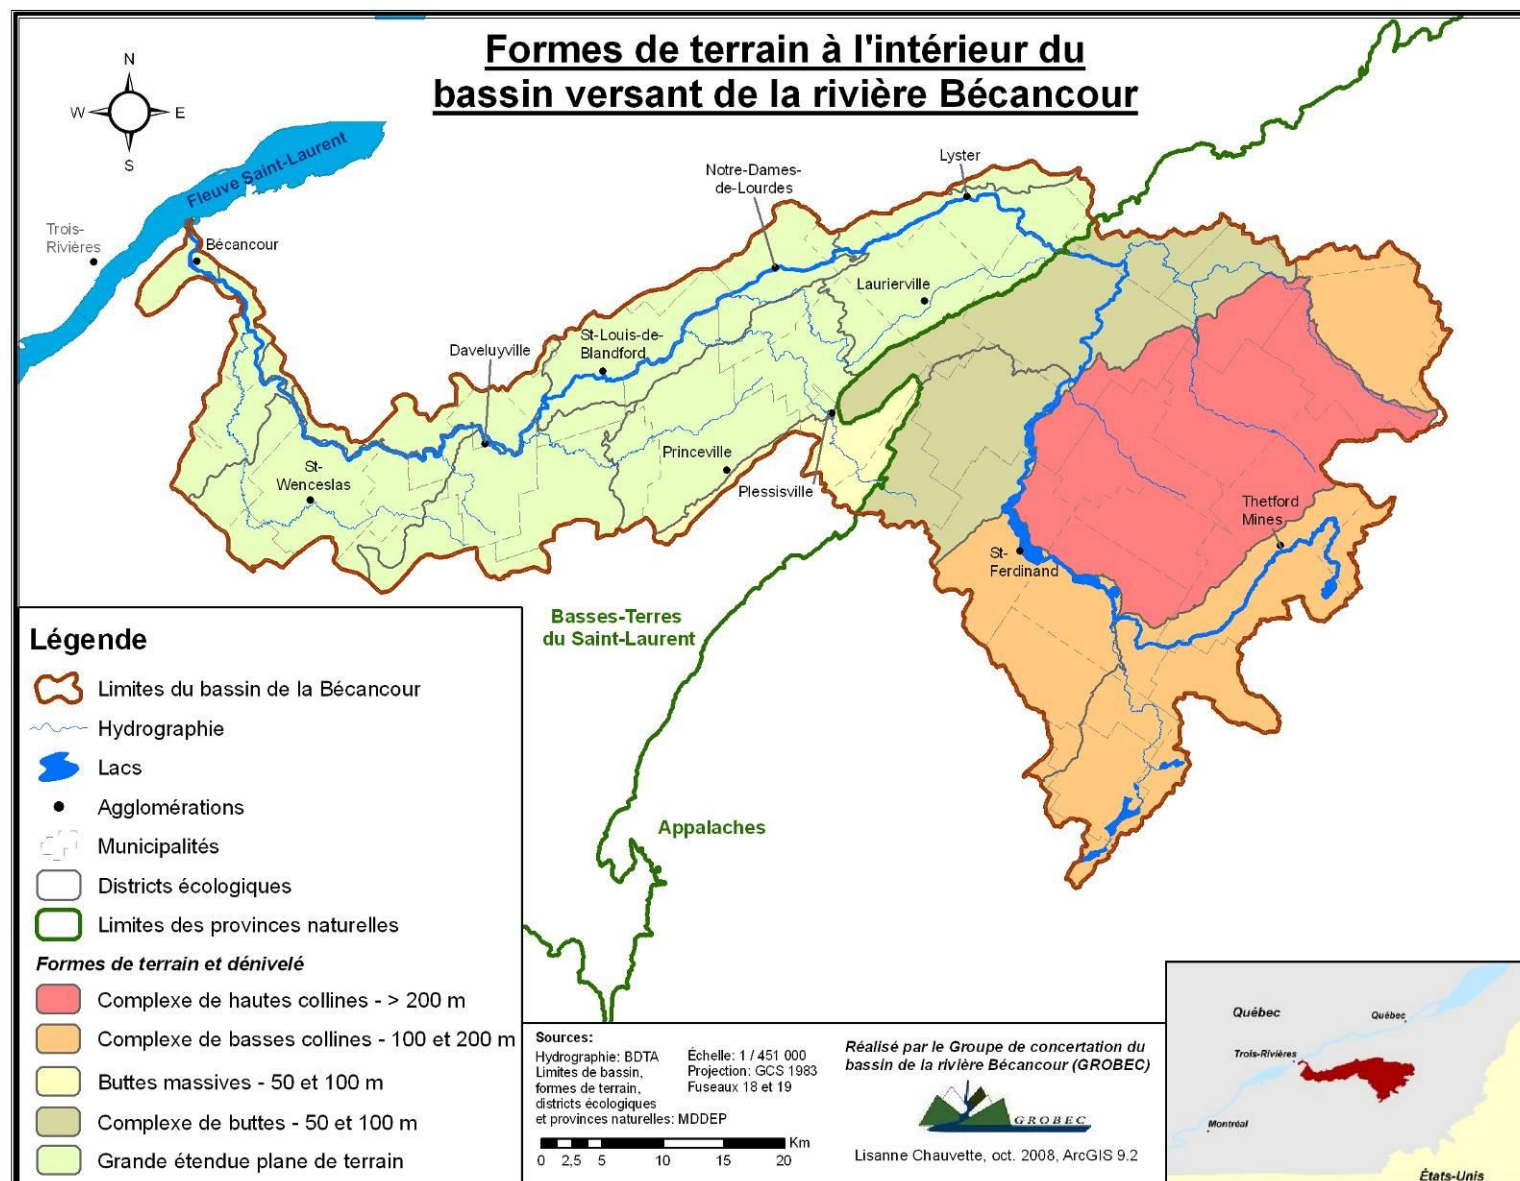 Formes de terrain à l'intérieur du
bassin versant de la rivière Bécancour
N
W
E
S
Fleuve Saint-Laurent
Trois-
Rivières
Bécancour
Notre-Dames-
de-Lourdes
Lyster
Laurierville
St-Louis-de-
Blandford
Daveluyville
St-
Wenceslas
Princeville
Plessisville
Thetford
Mines
St-
Ferdinand
Basses-Terres
du Saint-Laurent
Appalaches
Légende
Limites du bassin de la Bécancour
Hydrographie
Lacs
Agglomérations
Municipalités
Districts écologiques
Limites des provinces naturelles
Formes de terrain et dénivelé
Complexe de hautes collines - > 200 m
Complexe de basses collines - 100 et 200 m
Buttes massives - 50 et 100 m
Complexe de buttes - 50 et 100 m
Grande étendue plane de terrain
Sources:
Hydrographie: BDTA
Limites de bassin,
formes de terrain,
districts écologiques
et provinces naturelles: MDDEP
Échelle: 1 / 451 000
Projection: GCS 1983
Fuseaux 18 et 19
Km
0 2,5 5 10 15 20
Réalisé par le Groupe de concertation du
bassin de la rivière Bécancour (GROBEC)
GROBEC
Lisanne Chauvette, oct. 2008, ArcGIS 9.2
Québec
Québec
Trois-Rivières
Montréal
États-Unis